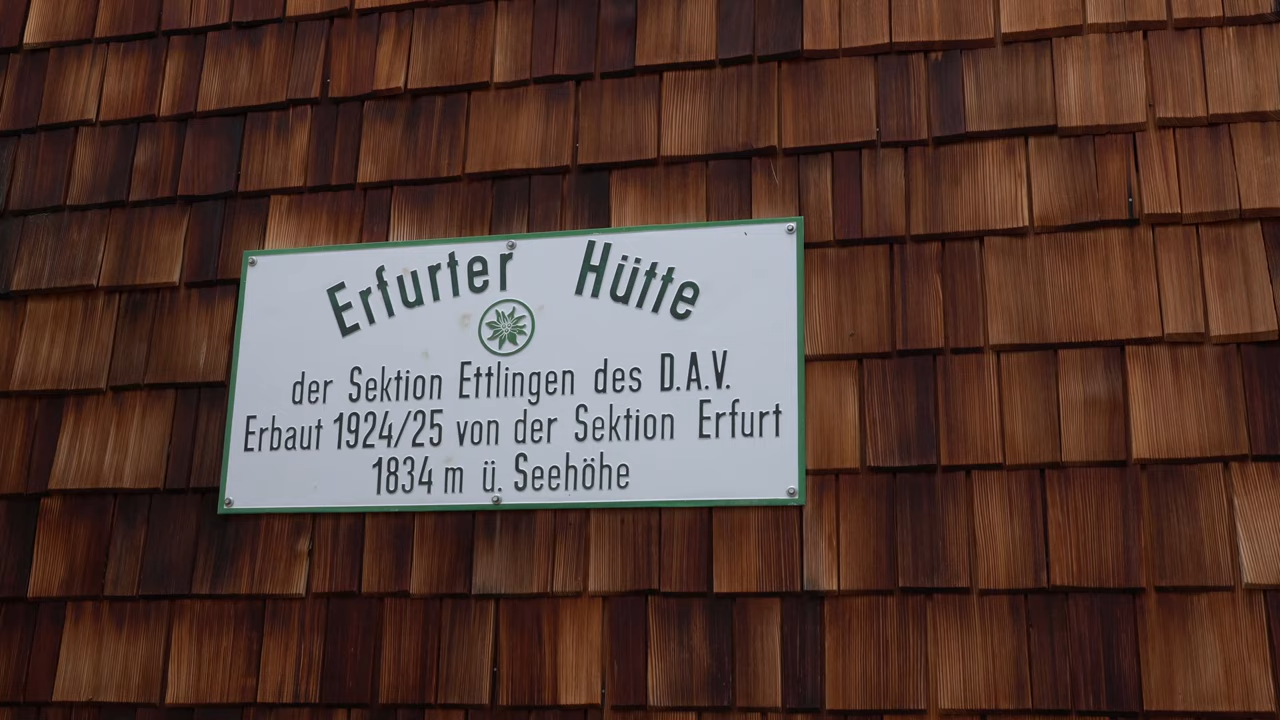 Erfurter Hütte
der Sektion Ettlingen des D.A.V.
Erbaut 1924/25 von der Sektion Erfurt
1834 m ü. Seehöhe